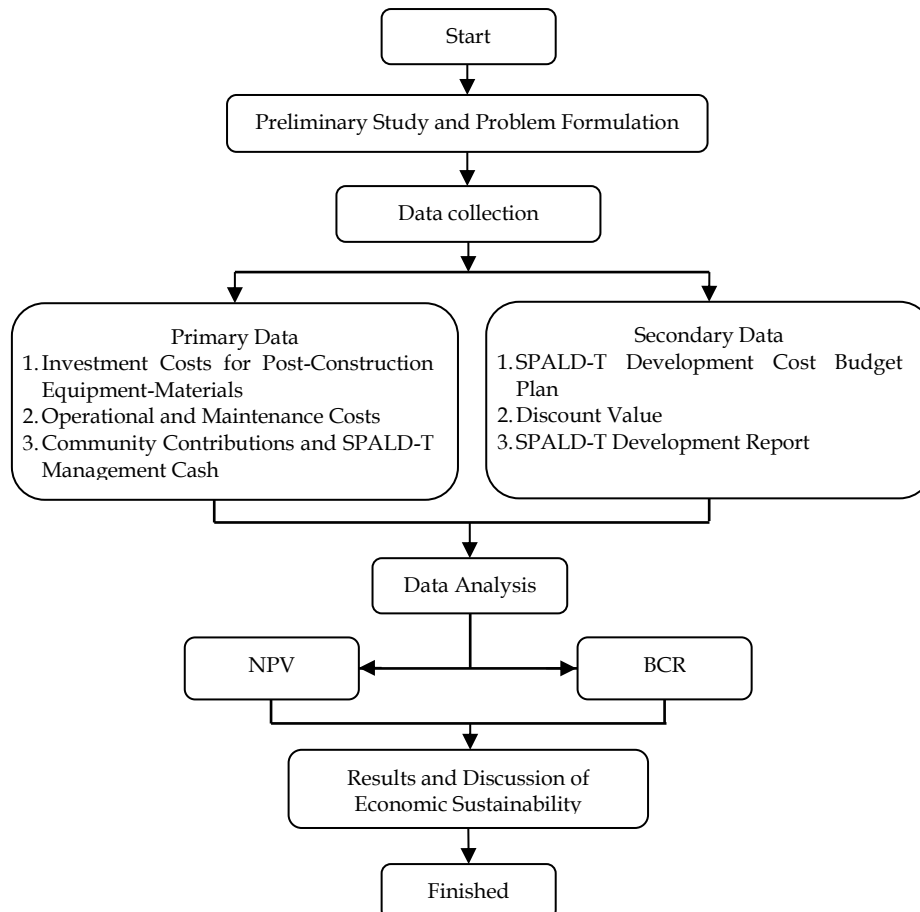 Start
Preliminary Study and Problem Formulation
Data collection
Primary Data
1. Investment Costs for Post-Construction
Equipment-Materials
2. Operational and Maintenance Costs
3. Community Contributions and SPALD-T
Management Cash
Secondary Data
1. SPALD-T Development Cost Budget
Plan
2. Discount Value
3. SPALD-T Development Report
Data Analysis
NPV
BCR
Results and Discussion of
Economic Sustainability
Finished